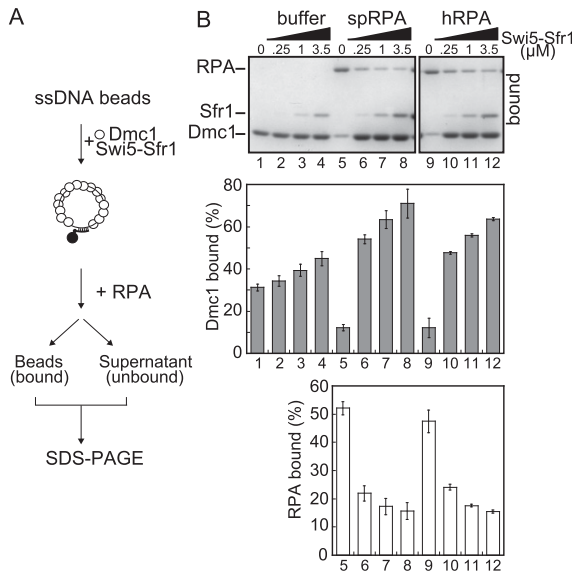 A
ssDNA beads
+ Dmc1
Swi5-Sfr1
+ RPA
Beads
(bound)
Supernatant
(unbound)
SDS-PAGE
B
buffer spRPA hRPA
Swi5-Sfr1
(μM)
0 .25 1 3.5 0 .25 1 3.5 0 .25 1 3.5
RPA
Sfr1
Dmc1
bound
1 2 3 4 5 6 7 8 9 10 11 12
Dmc1 bound (%)
80
60
40
20
0
1 2 3 4 5 6 7 8 9 10 11 12
RPA bound (%)
60
50
40
30
20
10
0
5 6 7 8 9 10 11 12